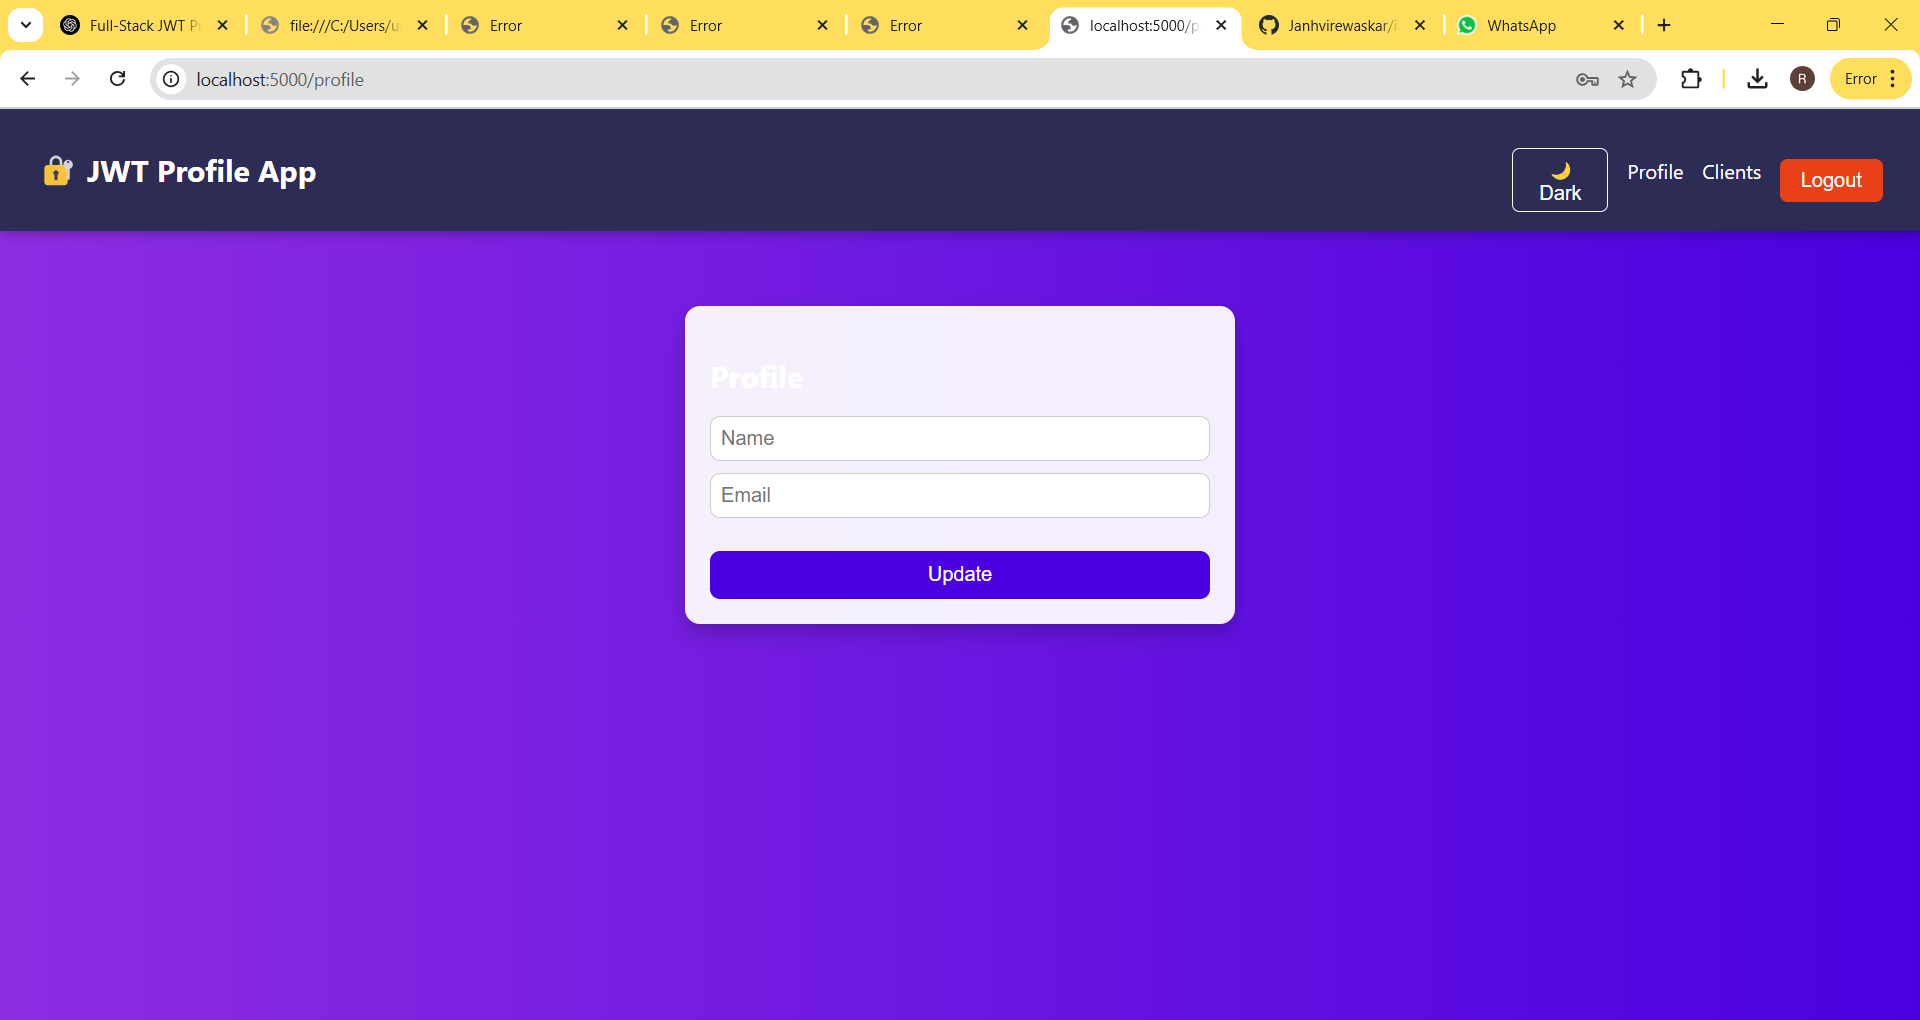 Full-Stack JWT P
file:///C:/Users/u
Error
Error
Error
localhost:5000/p
Janhvirewaskar/i
WhatsApp
localhost:5000/profile
R
Error
JWT Profile App
Dark
Profile
Clients
Logout
Profile
Name
Email
Update